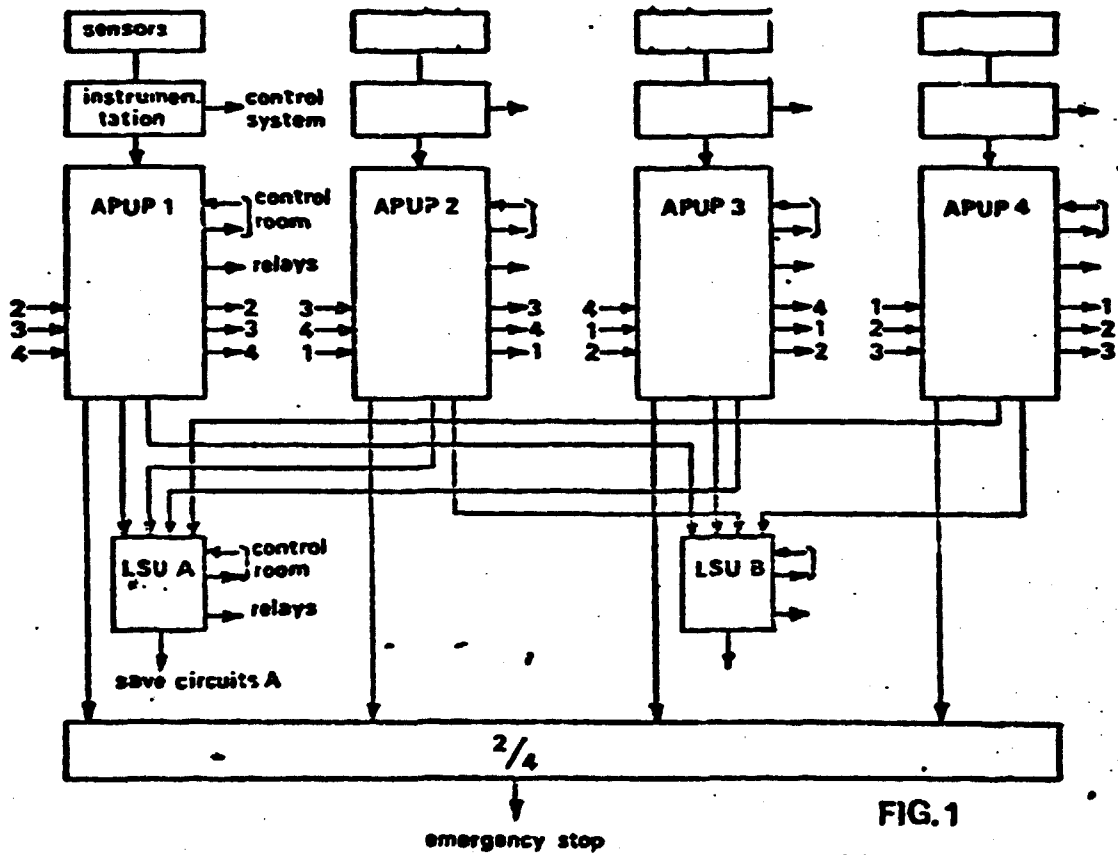 sensors
instrumen.
tation
control
system
APUP 1
control
room
relays
2
3
4
2
3
4
APUP 2
3
4
1
3
4
1
APUP 3
4
1
2
4
1
2
APUP 4
1
2
3
1
2
3
LSU A
control
room
relays
save circuits A
LSU B
2/4
emergency stop
FIG.1